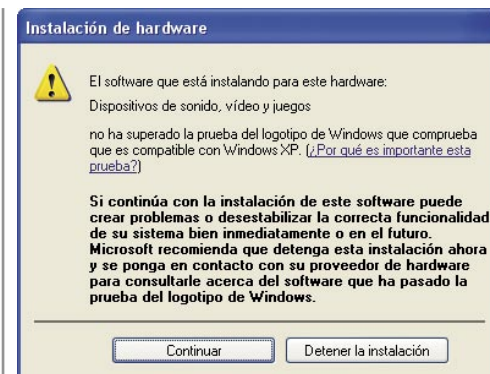 Instalación de hardware
El software que está instalando para este hardware:
Dispositivos de sonido, vídeo y juegos
no ha superado la prueba del logotipo de Windows que comprueba
que es compatible con Windows XP. (¿Por qué es importante esta
prueba?)
Si continúa con la instalación de este software puede
crear problemas o desestabilizar la correcta funcionalidad
de su sistema bien inmediatamente o en el futuro.
Microsoft recomienda que detenga esta instalación ahora
y se ponga en contacto con su proveedor de hardware
para consultarle acerca del software que ha pasado la
prueba del logotipo de Windows.
Continuar
Detener la instalación